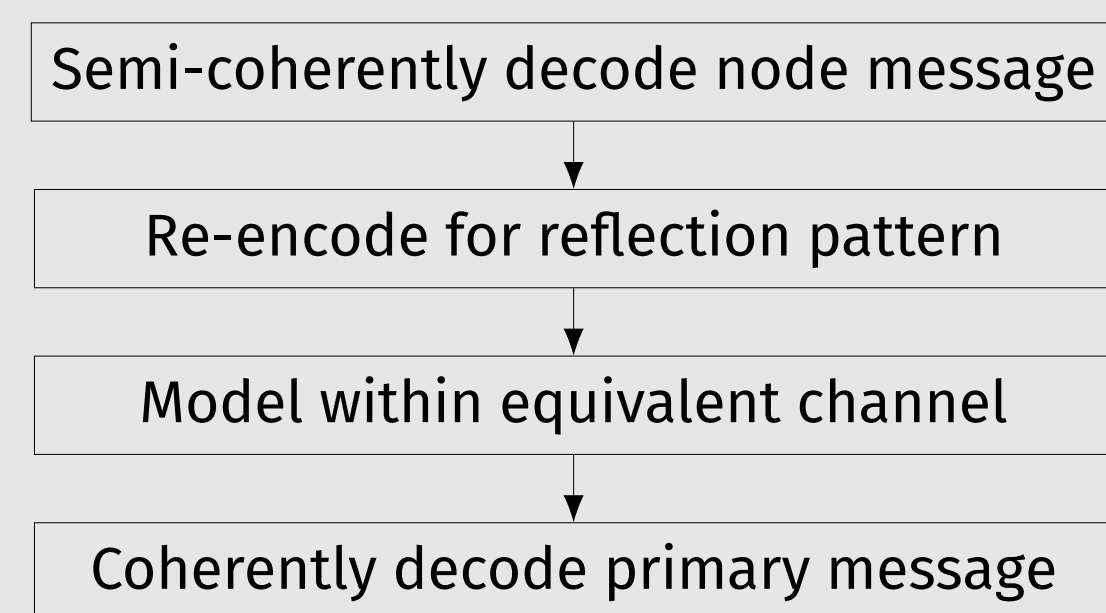 Semi-coherently decode node message
Re-encode for reflection pattern
Model within equivalent channel
Coherently decode primary message